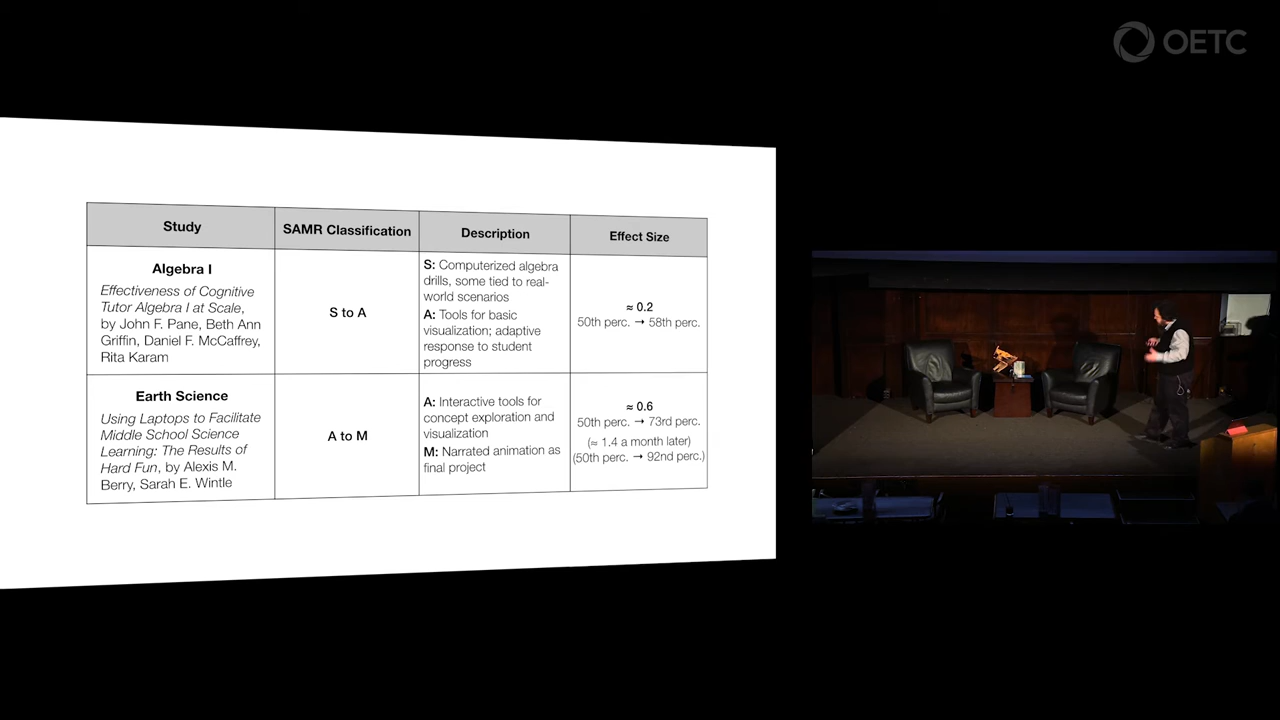 OETC
Study
SAMR Classification
Description
Effect Size
Algebra I
Effectiveness of Cognitive
Tutor Algebra I at Scale,
by John F. Pane, Beth Ann
Griffin, Daniel F. McCaffrey,
Rita Karam
S to A
S: Computerized algebra
drills, some tied to real-
world scenarios
A: Tools for basic
visualization; adaptive
response to student
progress
≈ 0.2
50th perc. → 58th perc.
Earth Science
Using Laptops to Facilitate
Middle School Science
Learning: The Results of
Hard Fun, by Alexis M.
Berry, Sarah E. Wintle
A to M
A: Interactive tools for
concept exploration and
visualization
M: Narrated animation as
final project
≈ 0.6
50th perc. → 73rd perc.
(≈ 1.4 a month later)
(50th perc. → 92nd perc.)